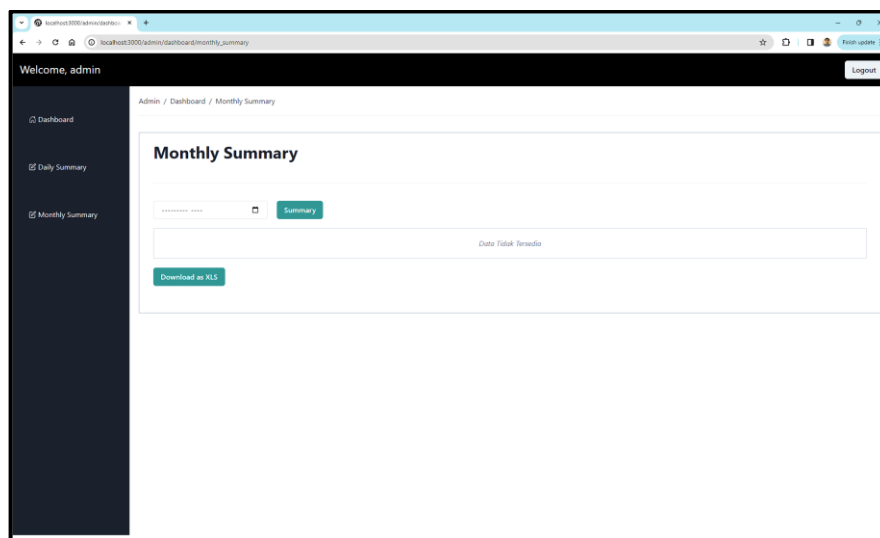 localhost:3000/admin/dashboa
localhost:3000/admin/dashboard/monthly_summary
Finish update
Welcome, admin
Logout
Admin / Dashboard / Monthly Summary
Dashboard
Daily Summary
Monthly Summary
Monthly Summary
--------- ----
Summary
Data Tidak Tersedia
Download as XLS